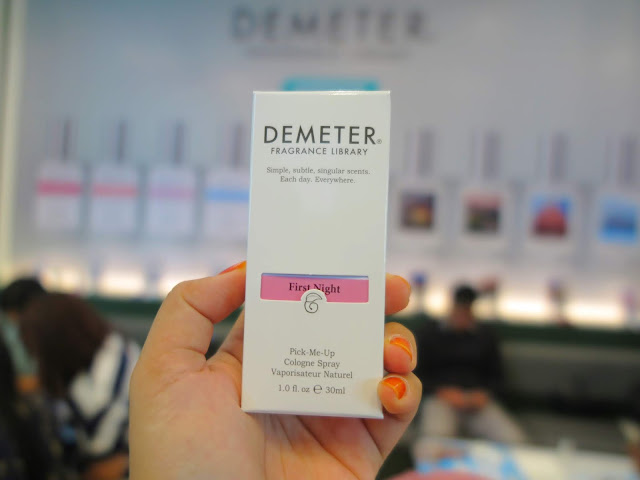 DEMETER.
DEMETER®
FRAGRANCE LIBRARY
Simple, subtle, singular scents.
Each day. Everywhere.
First Night
Pick-Me-Up
Cologne Spray
Vaporisateur Naturel
1.0 fl. oz ℮ 30ml